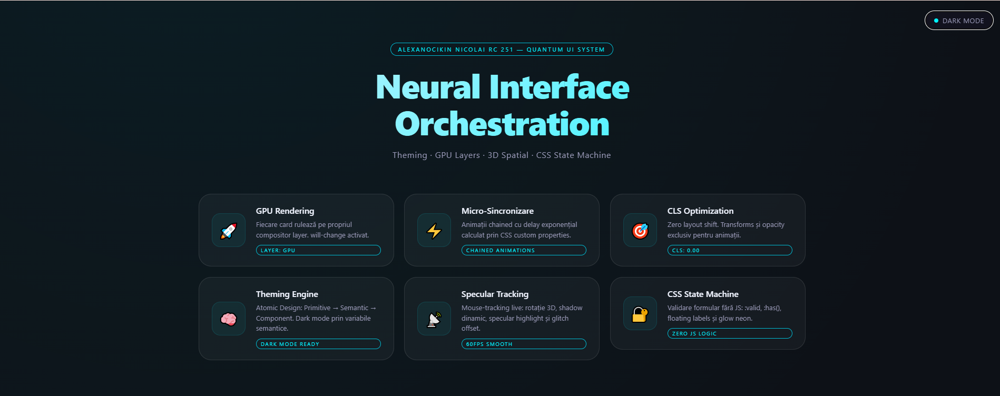 DARK MODE
ALEXANOCIKIN NICOLAI RC 251 — QUANTUM UI SYSTEM
Neural Interface
Orchestration
Theming · GPU Layers · 3D Spatial · CSS State Machine
GPU Rendering
Fiecare card rulează pe propriul
compositor layer. will-change activat.
LAYER: GPU
Micro-Sincronizare
Animații chained cu delay exponențial
calculat prin CSS custom properties.
CHAINED ANIMATIONS
CLS Optimization
Zero layout shift. Transforms și opacity
exclusiv pentru animații.
CLS: 0.00
Theming Engine
Atomic Design: Primitive → Semantic →
Component. Dark mode prin variabile
semantice.
DARK MODE READY
Specular Tracking
Mouse-tracking live: rotație 3D, shadow
dinamic, specular highlight și glitch
offset.
60FPS SMOOTH
CSS State Machine
Validare formular fără JS: :valid, :has(),
floating labels și glow neon.
ZERO JS LOGIC